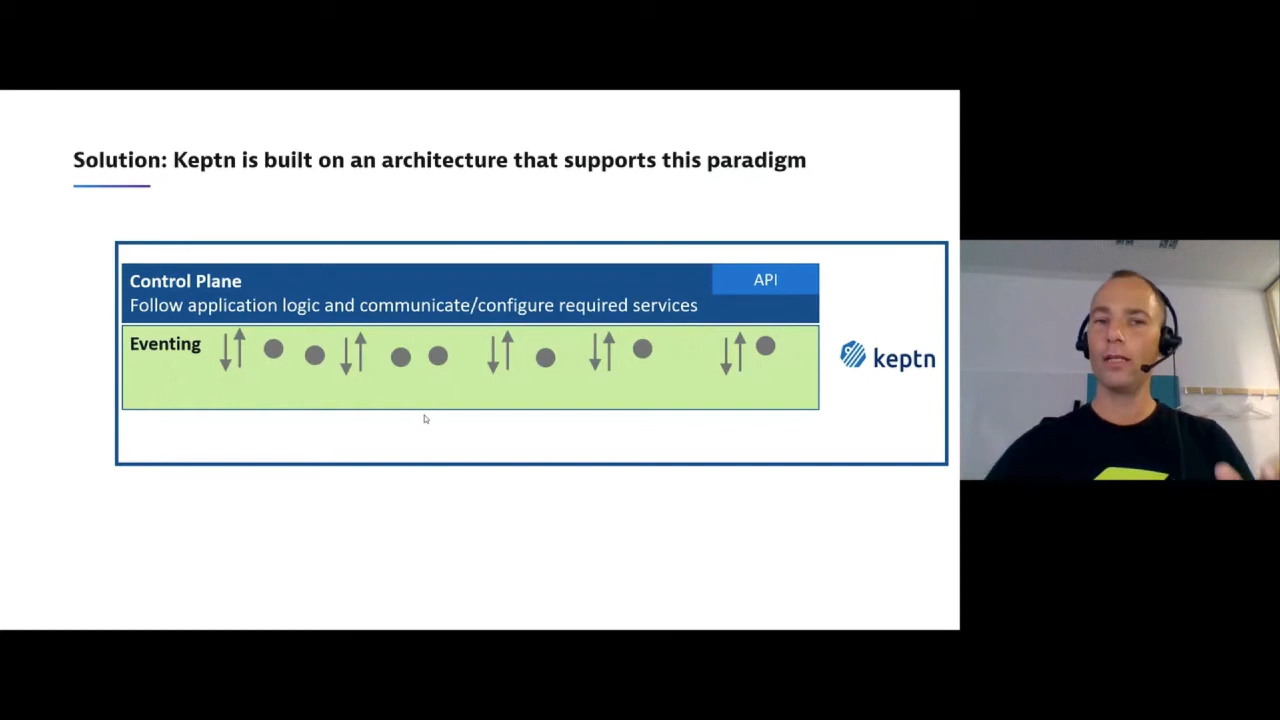 Solution: Keptn is built on an architecture that supports this paradigm
Control Plane
API
Follow application logic and communicate/configure required services
Eventing
keptn